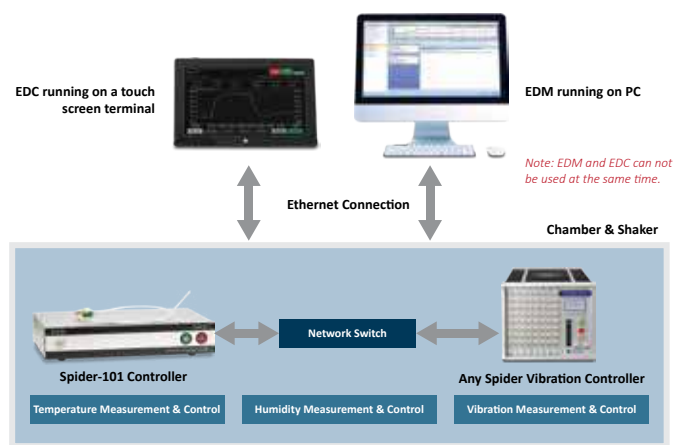 EDC running on a touch
screen terminal
EDM running on PC
Note: EDM and EDC can not
be used at the same time.
Ethernet Connection
Chamber & Shaker
Network Switch
Spider-101 Controller
Any Spider Vibration Controller
Temperature Measurement & Control
Humidity Measurement & Control
Vibration Measurement & Control